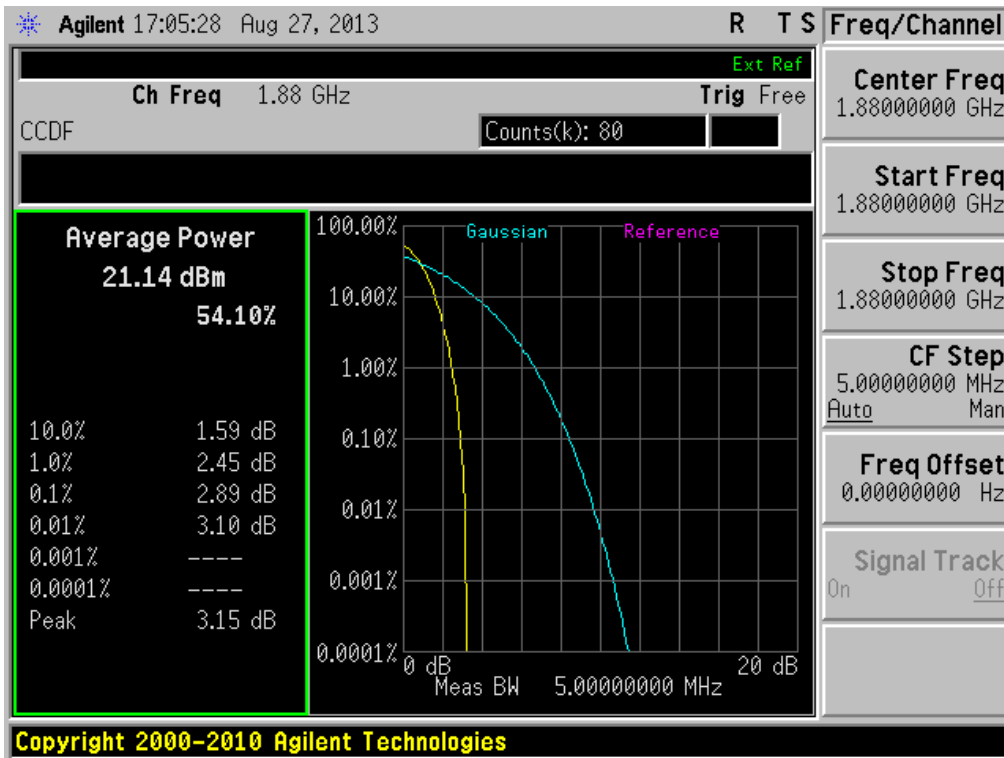 Agilent 17:05:28 Aug 27, 2013 R T S
Ext Ref
Ch Freq 1.88 GHz Trig Free
CCDF Counts(k): 80
Average Power
21.14 dBm
54.10%
10.0% 1.59 dB
1.0% 2.45 dB
0.1% 2.89 dB
0.01% 3.10 dB
0.001% ----
0.0001% ----
Peak 3.15 dB
Gaussian Reference
100.00%
10.00%
1.00%
0.10%
0.01%
0.001%
0.0001%
0 dB 20 dB
Meas BW 5.00000000 MHz
Freq/Channel
Center Freq
1.88000000 GHz
Start Freq
1.88000000 GHz
Stop Freq
1.88000000 GHz
CF Step
5.00000000 MHz
Auto Man
Freq Offset
0.00000000 Hz
Signal Track
On Off
Copyright 2000-2010 Agilent Technologies